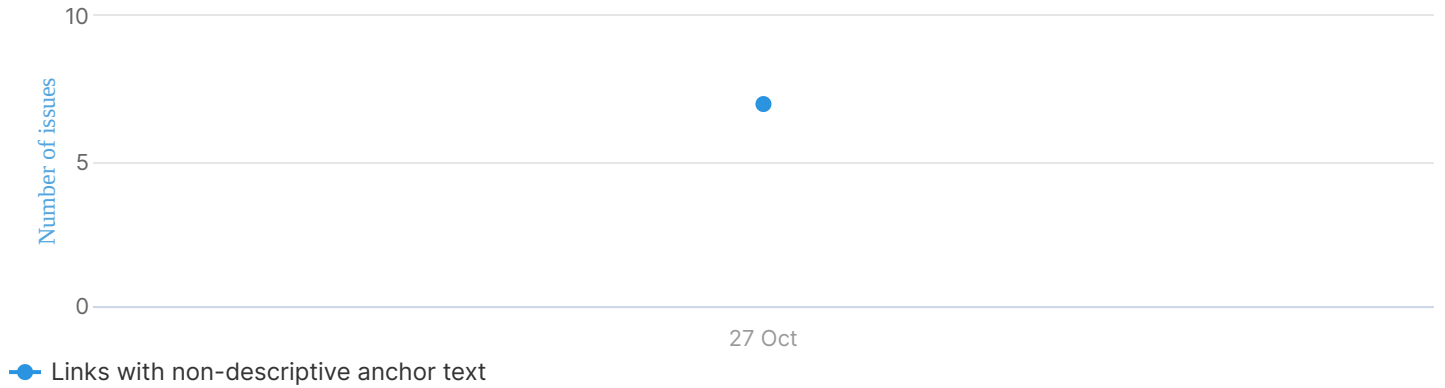 10
Number of issues
5
0
27 Oct
Links with non-descriptive anchor text